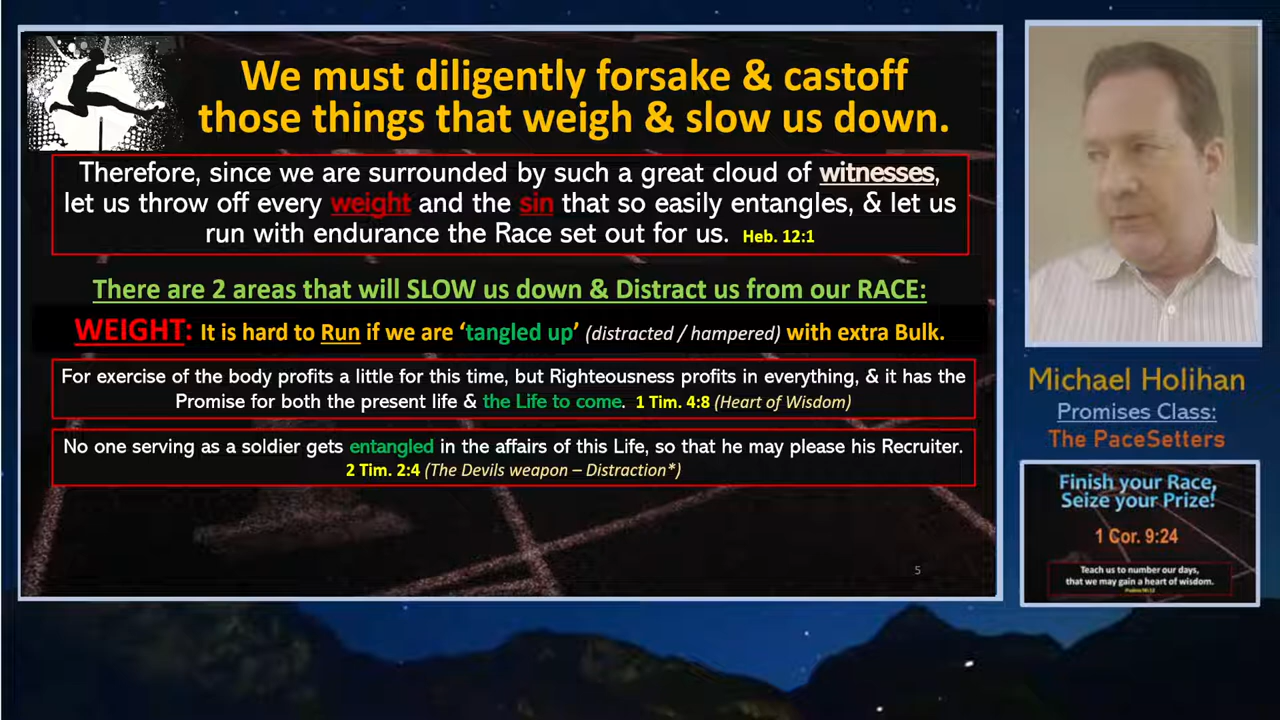 We must diligently forsake & castoff
those things that weigh & slow us down.
Therefore, since we are surrounded by such a great cloud of witnesses,
let us throw off every weight and the sin that so easily entangles, & let us
run with endurance the Race set out for us. Heb. 12:1
There are 2 areas that will SLOW us down & Distract us from our RACE:
WEIGHT: It is hard to Run if we are ‘tangled up’ (distracted / hampered) with extra Bulk.
For exercise of the body profits a little for this time, but Righteousness profits in everything, & it has the
Promise for both the present life & the Life to come. 1 Tim. 4:8 (Heart of Wisdom)
No one serving as a soldier gets entangled in the affairs of this Life, so that he may please his Recruiter.
2 Tim. 2:4 (The Devils weapon – Distraction*)
5
Michael Holihan
Promises Class:
The PaceSetters
Finish your Race,
Seize your Prize!
1 Cor. 9:24
Teach us to number our days,
that we may gain a heart of wisdom.
Psalms 90:12